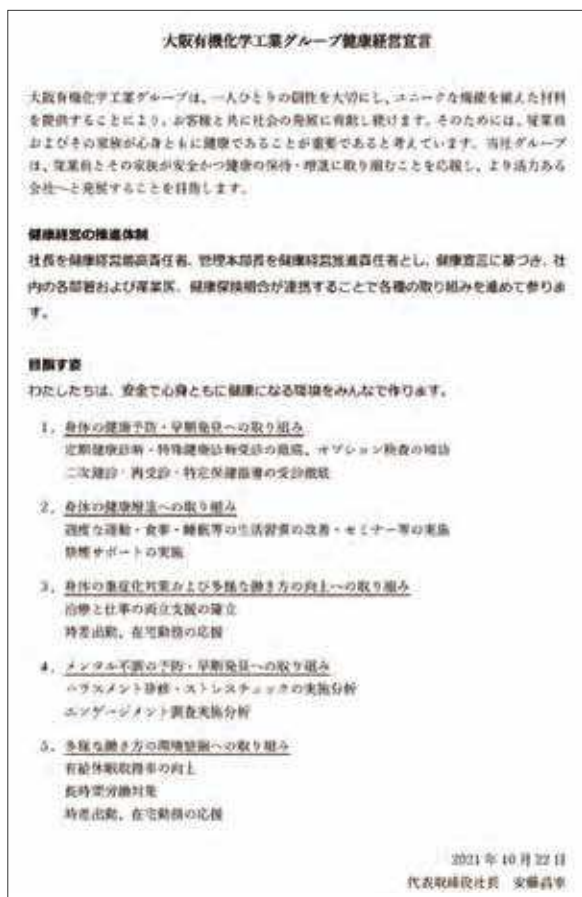 大阪有機化学工業グループ健康経営宣言
大阪有機化学工業グループは、一人ひとりの個性を大切にし、ユニークな機能を備えた材料
を提供することにより、お客様と共に社会の発展に貢献し続けます。そのためには、従業員
およびその家族が心身ともに健康であることが重要であると考えています。当社グループ
は、従業員とその家族が安全かつ健康の保持・増進に取り組むことを応援し、より活力ある
会社へと発展することを目指します。
健康経営の推進体制
社長を健康経営最高責任者、管理本部長を健康経営推進責任者とし、健康宣言に基づき、社
内の各部署および産業医、健康保険組合が連携することで各種の取り組みを進めて参りま
す。
目指す姿
わたしたちは、安全で心身ともに健康になる環境をみんなで作ります。
1. 身体の健康予防・早期発見への取り組み
定期健康診断・特殊健康診断受診の徹底、オプション検査の補助
二次健診・再受診・特定保健指導の受診徹底
2. 身体の健康増進への取り組み
適度な運動・食事・睡眠等の生活習慣の改善・セミナー等の実施
禁煙サポートの実施
3. 身体の重症化対策および多様な働き方の向上への取り組み
治療と仕事の両立支援の確立
時差出勤、在宅勤務の応援
4. メンタル不調の予防・早期発見への取り組み
ハラスメント研修・ストレスチェックの実施分析
エンゲージメント調査実施分析
5. 多様な働き方の環境整備への取り組み
有給休暇取得率の向上
長時間労働対策
時差出勤、在宅勤務の応援
2021年10月22日
代表取締役社長 安藤昌幸